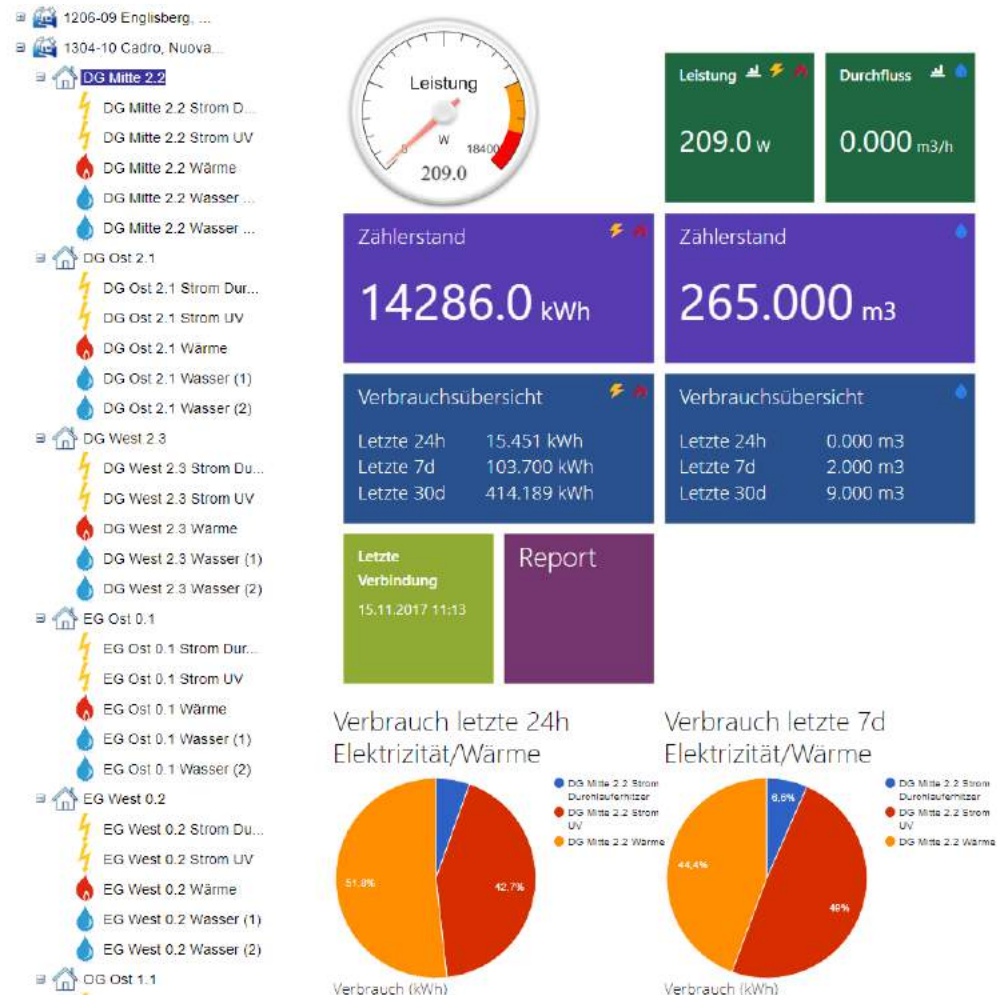 1206-09 Englisberg, ...
1304-10 Cadro, Nuova...
DG Mitte 2.2
DG Mitte 2.2 Strom D...
DG Mitte 2.2 Strom UV
DG Mitte 2.2 Wärme
DG Mitte 2.2 Wasser ...
DG Mitte 2.2 Wasser ...
DG Ost 2.1
DG Ost 2.1 Strom Dur...
DG Ost 2.1 Strom UV
DG Ost 2.1 Wärme
DG Ost 2.1 Wasser (1)
DG Ost 2.1 Wasser (2)
DG West 2.3
DG West 2.3 Strom Du...
DG West 2.3 Strom UV
DG West 2.3 Wärme
DG West 2.3 Wasser (1)
DG West 2.3 Wasser (2)
EG Ost 0.1
EG Ost 0.1 Strom Dur...
EG Ost 0.1 Strom UV
EG Ost 0.1 Wärme
EG Ost 0.1 Wasser (1)
EG Ost 0.1 Wasser (2)
EG West 0.2
EG West 0.2 Strom Du...
EG West 0.2 Strom UV
EG West 0.2 Wärme
EG West 0.2 Wasser (1)
EG West 0.2 Wasser (2)
OG Ost 1.1
Leistung
W
0
18400
209.0
Leistung
209.0 W
Durchfluss
0.000 m3/h
Zählerstand
14286.0 kWh
Zählerstand
265.000 m3
Verbrauchsübersicht
Letzte 24h 15.451 kWh
Letzte 7d 103.700 kWh
Letzte 30d 414.189 kWh
Verbrauchsübersicht
Letzte 24h 0.000 m3
Letzte 7d 2.000 m3
Letzte 30d 9.000 m3
Letzte
Verbindung
15.11.2017 11:13
Report
Verbrauch letzte 24h
Elektrizität/Wärme
51,8%
42,7%
DG Mitte 2.2 Strom
Durchlauferhitzer
DG Mitte 2.2 Strom
UV
DG Mitte 2.2 Wärme
Verbrauch (kWh)
Verbrauch letzte 7d
Elektrizität/Wärme
6,6%
44,4%
49%
DG Mitte 2.2 Strom
Durchlauferhitzer
DG Mitte 2.2 Strom
UV
DG Mitte 2.2 Wärme
Verbrauch (kWh)